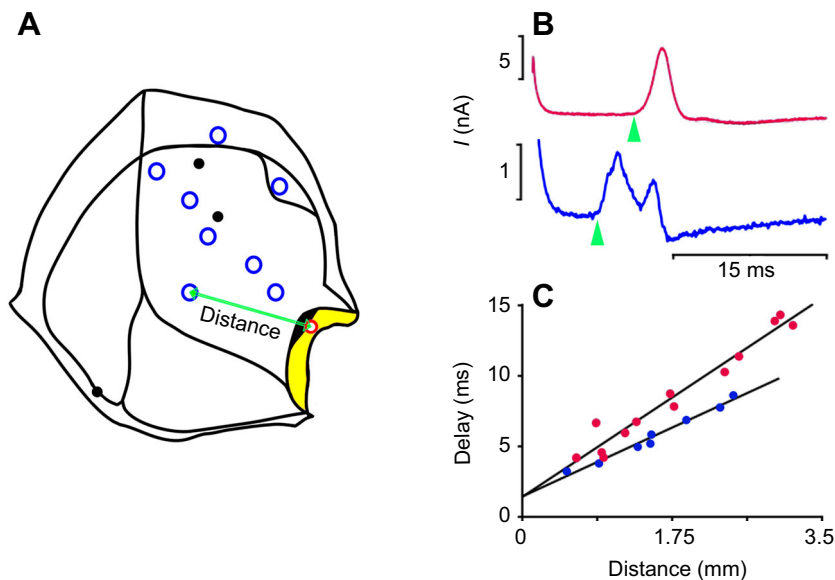 A
Distance
B
5
I (nA)
1
15 ms
C
15
10
5
0
Delay (ms)
0
1.75
3.5
Distance (mm)